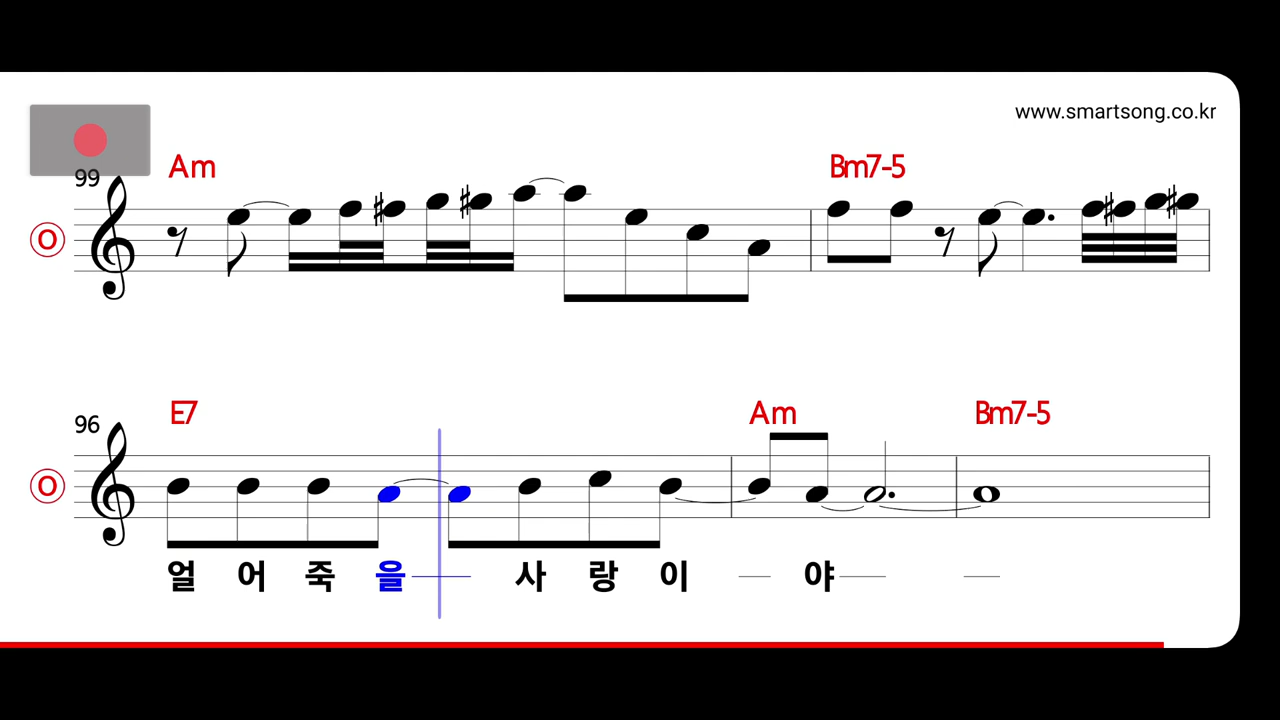 www.smartsong.co.kr
Am Bm7-5
99
O
E7 Am Bm7-5
96
O
얼 어 죽 을 사 랑 이 야